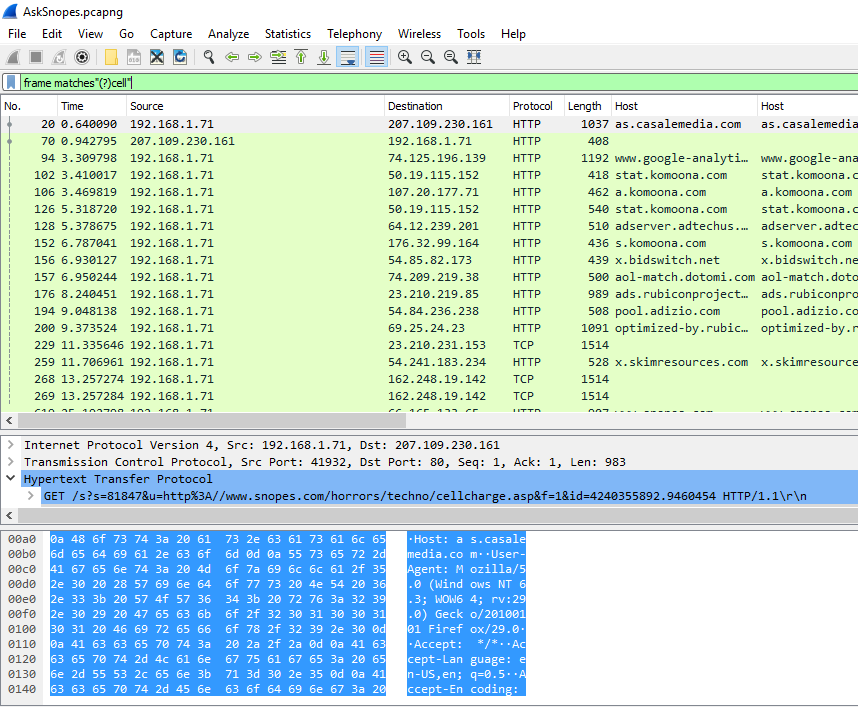 AskSnopes.pcapng
File Edit View Go Capture Analyze Statistics Telephony Wireless Tools Help
frame matches"(?)cell"
No. Time Source Destination Protocol Length Host Host
20 0.640090 192.168.1.71 207.109.230.161 HTTP 1037 as.casalemedia.com as.casalemedia
70 0.942795 207.109.230.161 192.168.1.71 HTTP 408
94 3.309798 192.168.1.71 74.125.196.139 HTTP 1192 www.google-analyti… www.google-ana
102 3.410017 192.168.1.71 50.19.115.152 HTTP 418 stat.komoona.com stat.komoona.co
106 3.469819 192.168.1.71 107.20.177.71 HTTP 462 a.komoona.com a.komoona.com
126 5.318720 192.168.1.71 50.19.115.152 HTTP 540 stat.komoona.com stat.komoona.co
128 5.378675 192.168.1.71 64.12.239.201 HTTP 510 adserver.adtechus.… adserver.adtec
152 6.787041 192.168.1.71 176.32.99.164 HTTP 436 s.komoona.com s.komoona.com
156 6.930127 192.168.1.71 54.85.82.173 HTTP 439 x.bidswitch.net x.bidswitch.ne
157 6.950244 192.168.1.71 74.209.219.38 HTTP 500 aol-match.dotomi.com aol-match.doto
176 8.240451 192.168.1.71 23.210.219.85 HTTP 989 ads.rubiconproject… ads.rubiconpro
194 9.048138 192.168.1.71 54.84.236.238 HTTP 508 pool.adizio.com pool.adizio.co
200 9.373524 192.168.1.71 69.25.24.23 HTTP 1091 optimized-by.rubic… optimized-by.r
229 11.335646 192.168.1.71 23.210.231.153 TCP 1514
259 11.706961 192.168.1.71 54.241.183.234 HTTP 528 x.skimresources.com x.skimresource
268 13.257274 192.168.1.71 162.248.19.142 TCP 1514
269 13.257284 192.168.1.71 162.248.19.142 TCP 1514
Internet Protocol Version 4, Src: 192.168.1.71, Dst: 207.109.230.161
Transmission Control Protocol, Src Port: 41932, Dst Port: 80, Seq: 1, Ack: 1, Len: 983
Hypertext Transfer Protocol
GET /s?s=81847&u=http%3A//www.snopes.com/horrors/techno/cellcharge.asp&f=1&id=4240355892.9460454 HTTP/1.1\r\n
00a0 0a 48 6f 73 74 3a 20 61 73 2e 63 61 73 61 6c 65 ·Host: a s.casale
00b0 6d 65 64 69 61 2e 63 6f 6d 0d 0a 55 73 65 72 2d media.co m··User-
00c0 41 67 65 6e 74 3a 20 4d 6f 7a 69 6c 6c 61 2f 35 Agent: M ozilla/5
00d0 2e 30 20 28 57 69 6e 64 6f 77 73 20 4e 54 20 36 .0 (Wind ows NT 6
00e0 2e 33 3b 20 57 4f 57 36 34 3b 20 72 76 3a 32 39 .3; WOW6 4; rv:29
00f0 2e 30 29 20 47 65 63 6b 6f 2f 32 30 31 30 30 31 .0) Geck o/201001
0100 30 31 20 46 69 72 65 66 6f 78 2f 32 39 2e 30 0d 01 Firef ox/29.0·
0110 0a 41 63 63 65 70 74 3a 20 2a 2f 2a 0d 0a 41 63 ·Accept: */*··Ac
0120 63 65 70 74 2d 4c 61 6e 67 75 61 67 65 3a 20 65 cept-Lan guage: e
0130 6e 2d 55 53 2c 65 6e 3b 71 3d 30 2e 35 0d 0a 41 n-US,en; q=0.5··A
0140 63 63 65 70 74 2d 45 6e 63 6f 64 69 6e 67 3a 20 ccept-En coding: